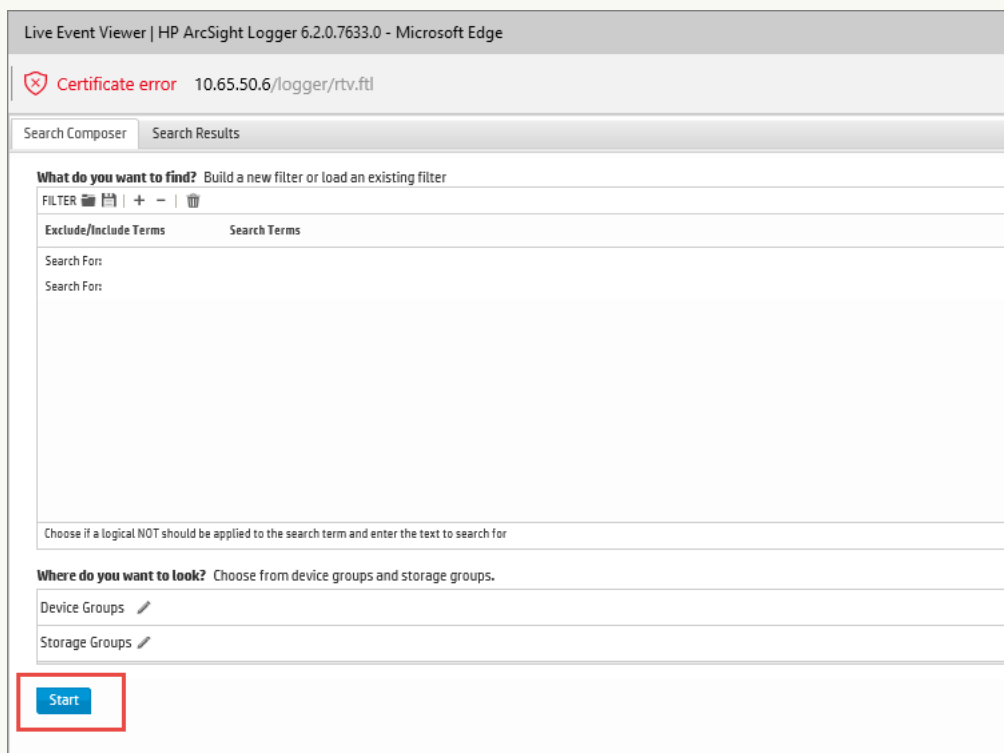 Live Event Viewer | HP ArcSight Logger 6.2.0.7633.0 - Microsoft Edge
Certificate error 10.65.50.6/logger/rtv.ftl
Search Composer Search Results
What do you want to find? Build a new filter or load an existing filter
FILTER
Exclude/Include Terms Search Terms
Search For:
Search For:
Choose if a logical NOT should be applied to the search term and enter the text to search for
Where do you want to look? Choose from device groups and storage groups.
Device Groups
Storage Groups
Start